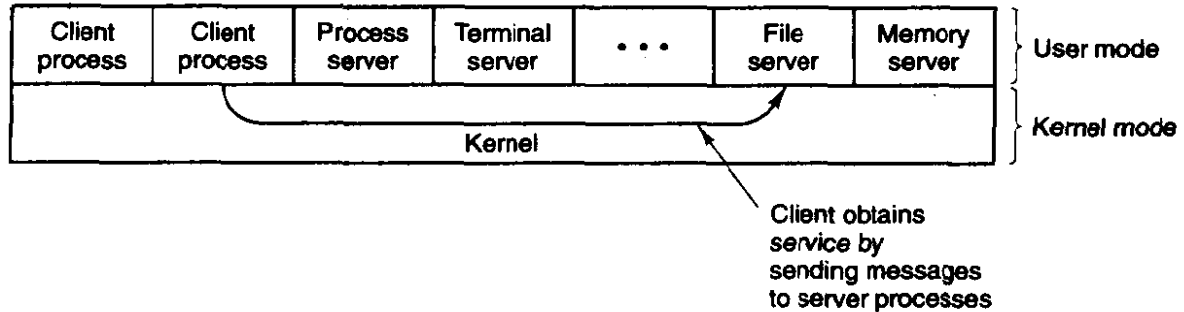 Client process
Client process
Process server
Terminal server
• • •
File server
Memory server
User mode
Kernel
Kernel mode
Client obtains
service by
sending messages
to server processes